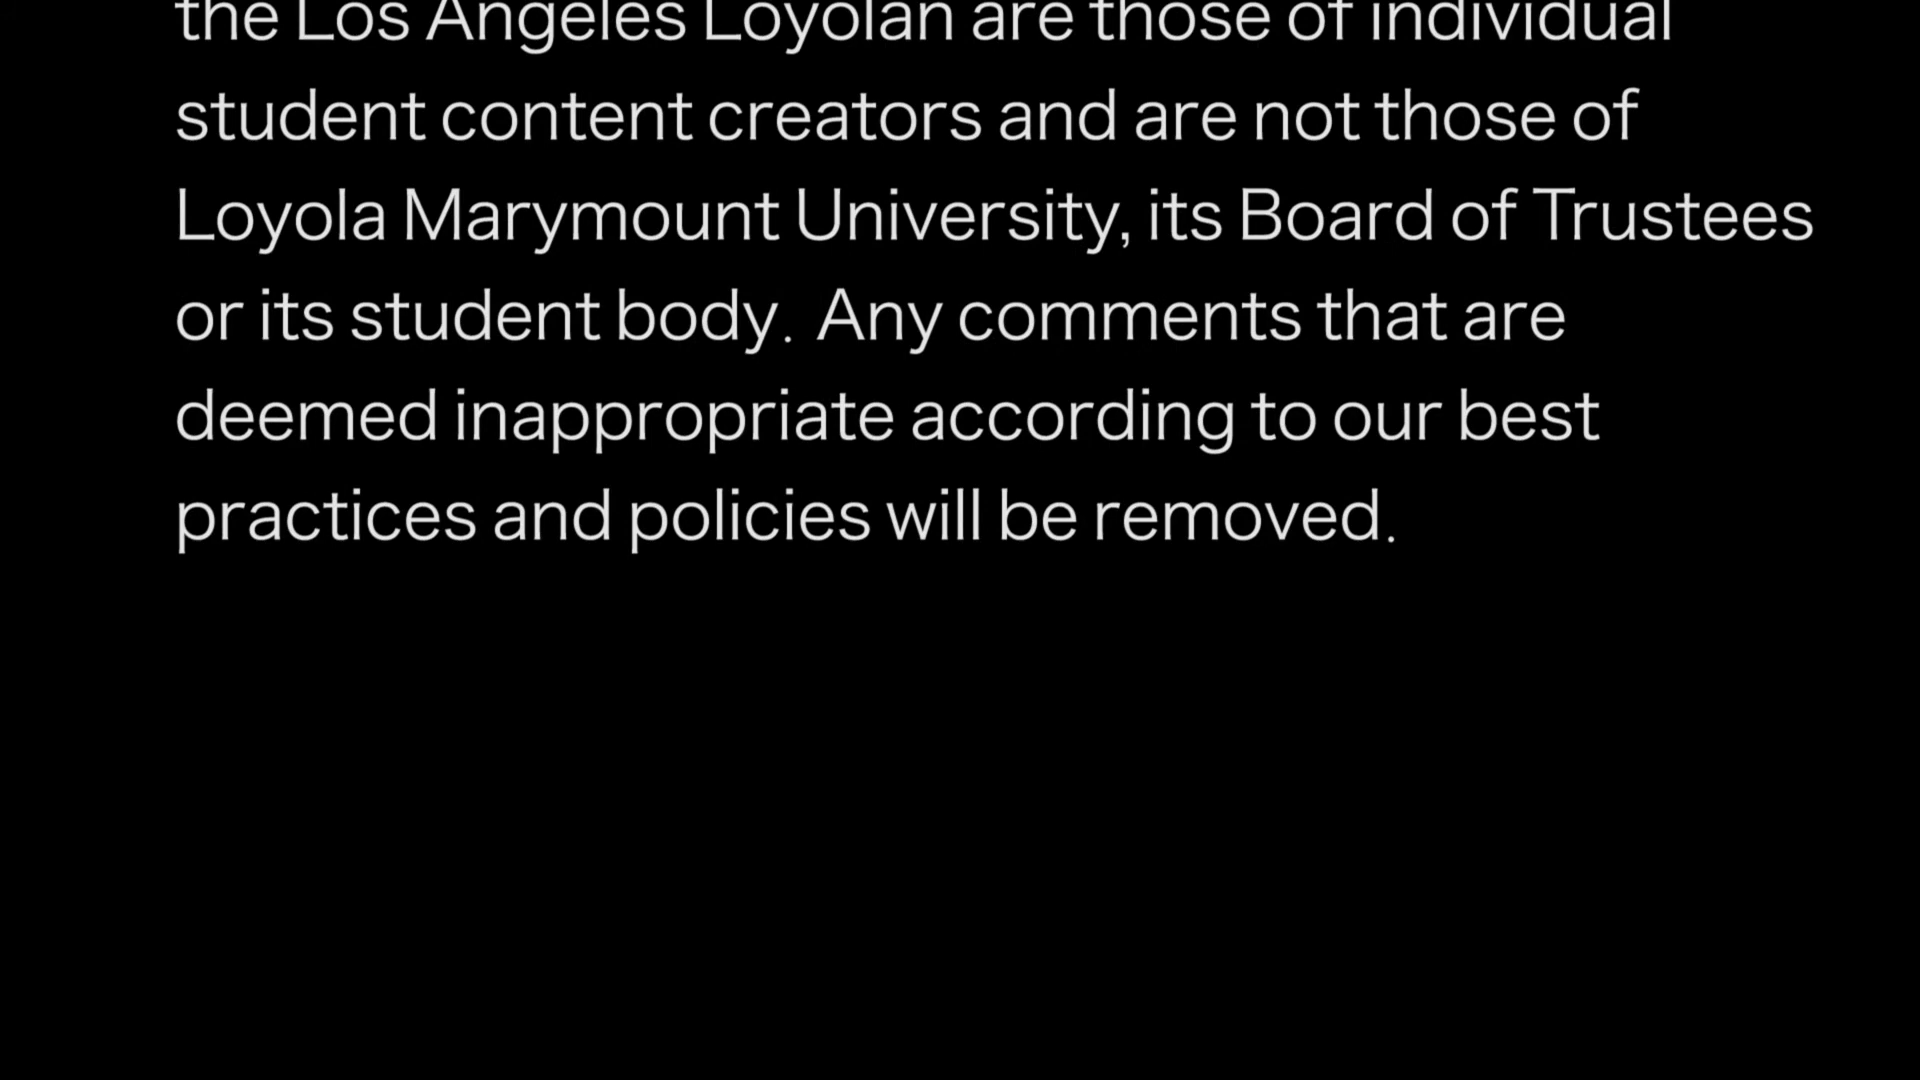 the Los Angeles Loyolan are those of individual
student content creators and are not those of
Loyola Marymount University, its Board of Trustees
or its student body.  Any comments that are
deemed inappropriate according to our best
practices and policies will be removed.